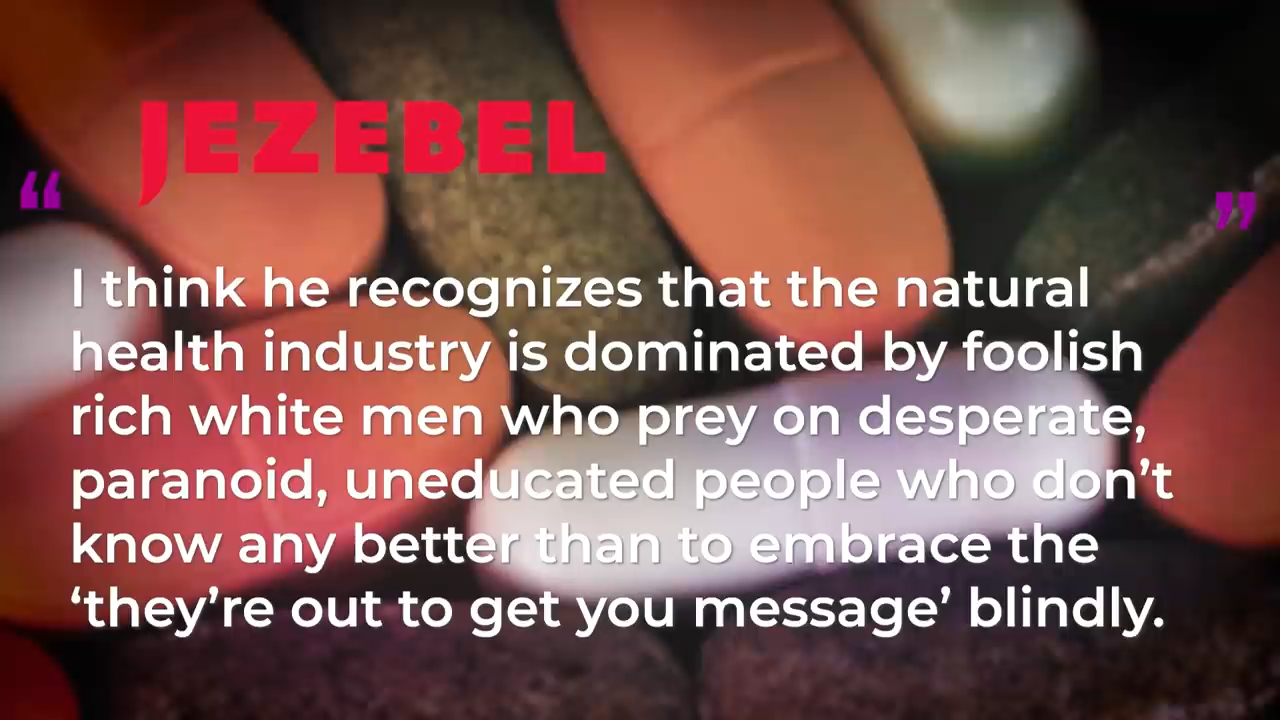 JEZEBEL
“ ”
I think he recognizes that the natural
health industry is dominated by foolish
rich white men who prey on desperate,
paranoid, uneducated people who don’t
know any better than to embrace the
‘they’re out to get you message’ blindly.